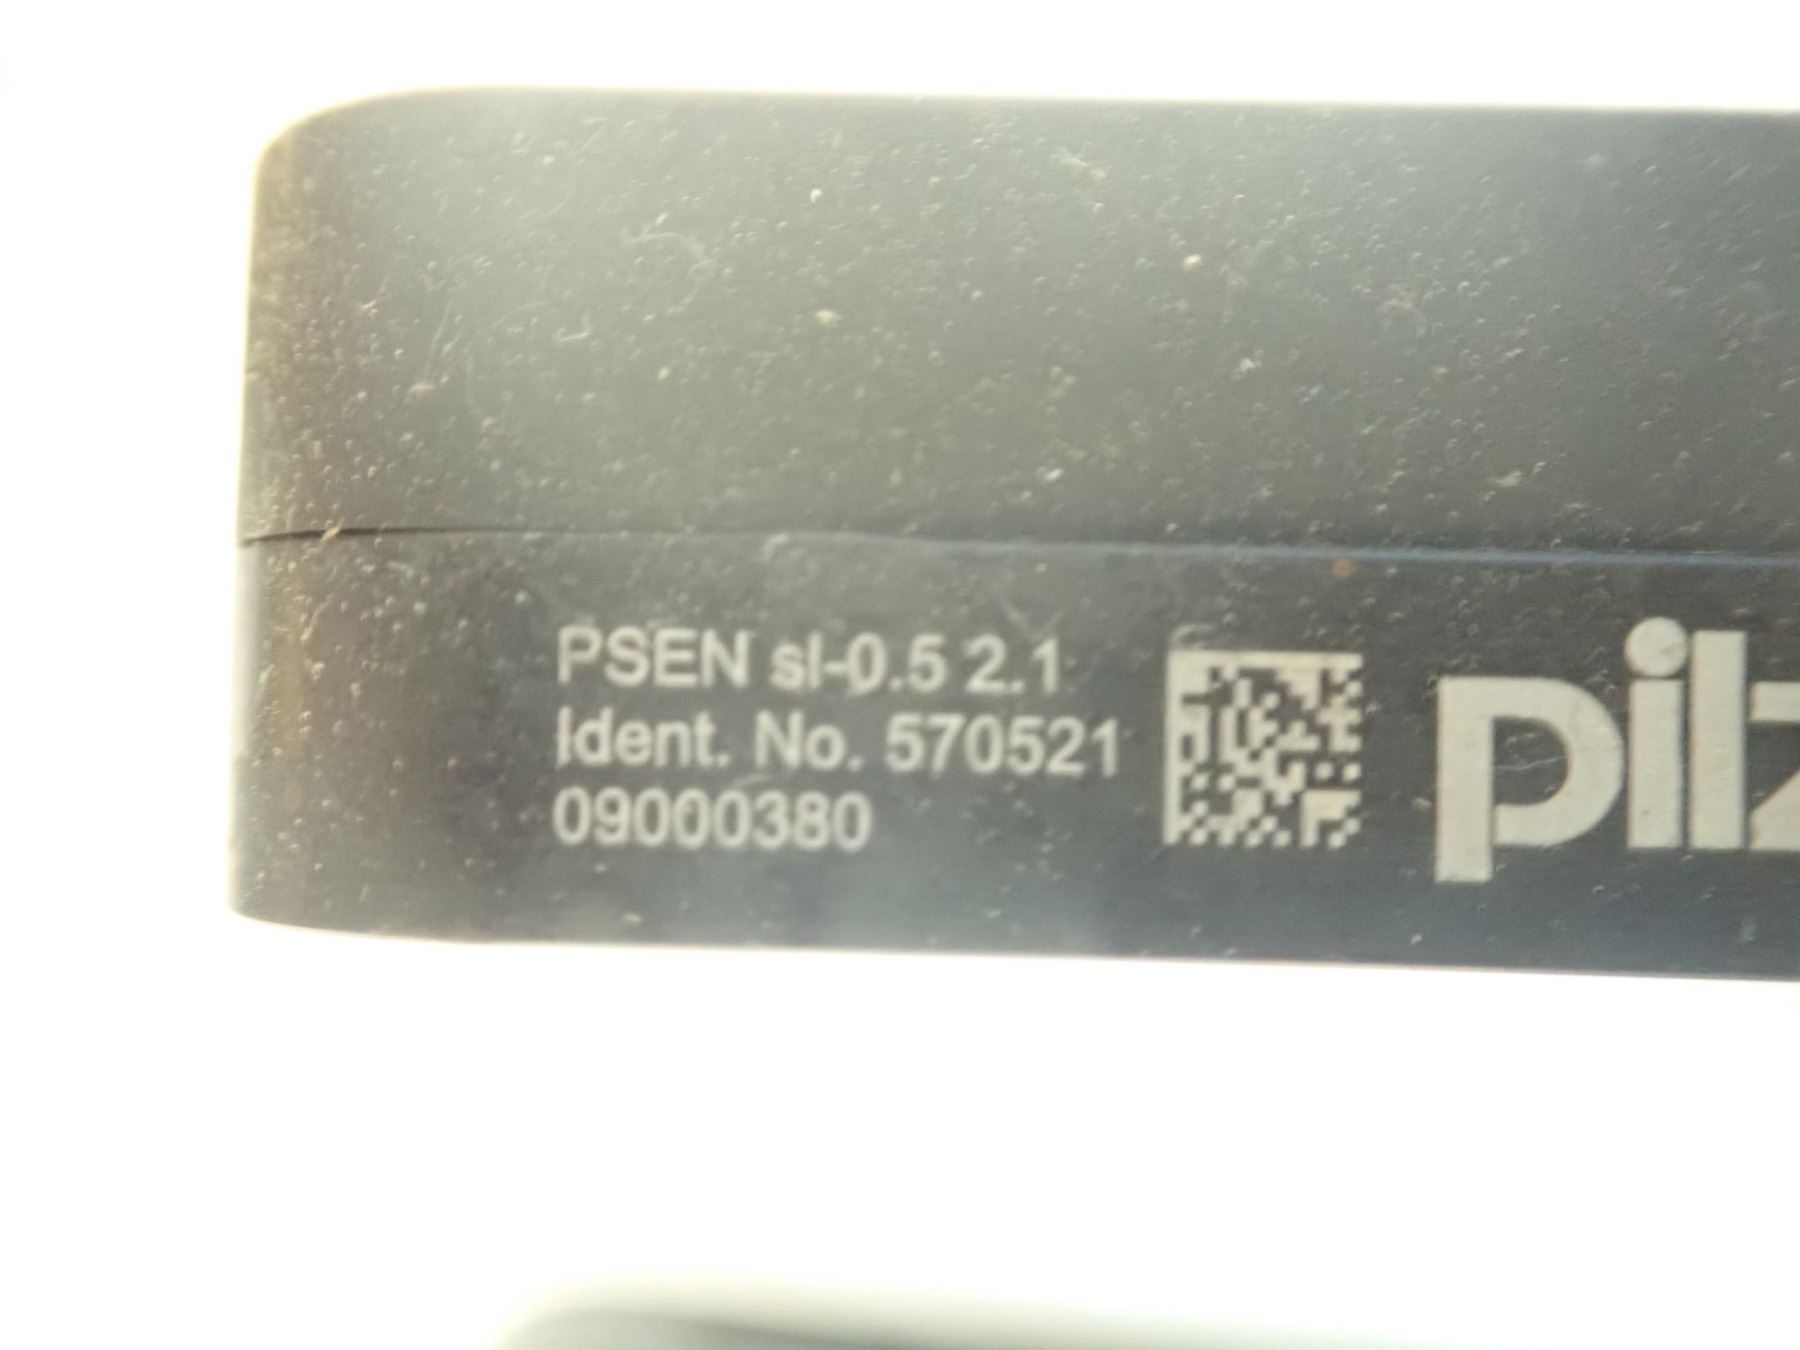 PSEN sl-0.5 2.1
Ident. No. 570521
09000380
pilz